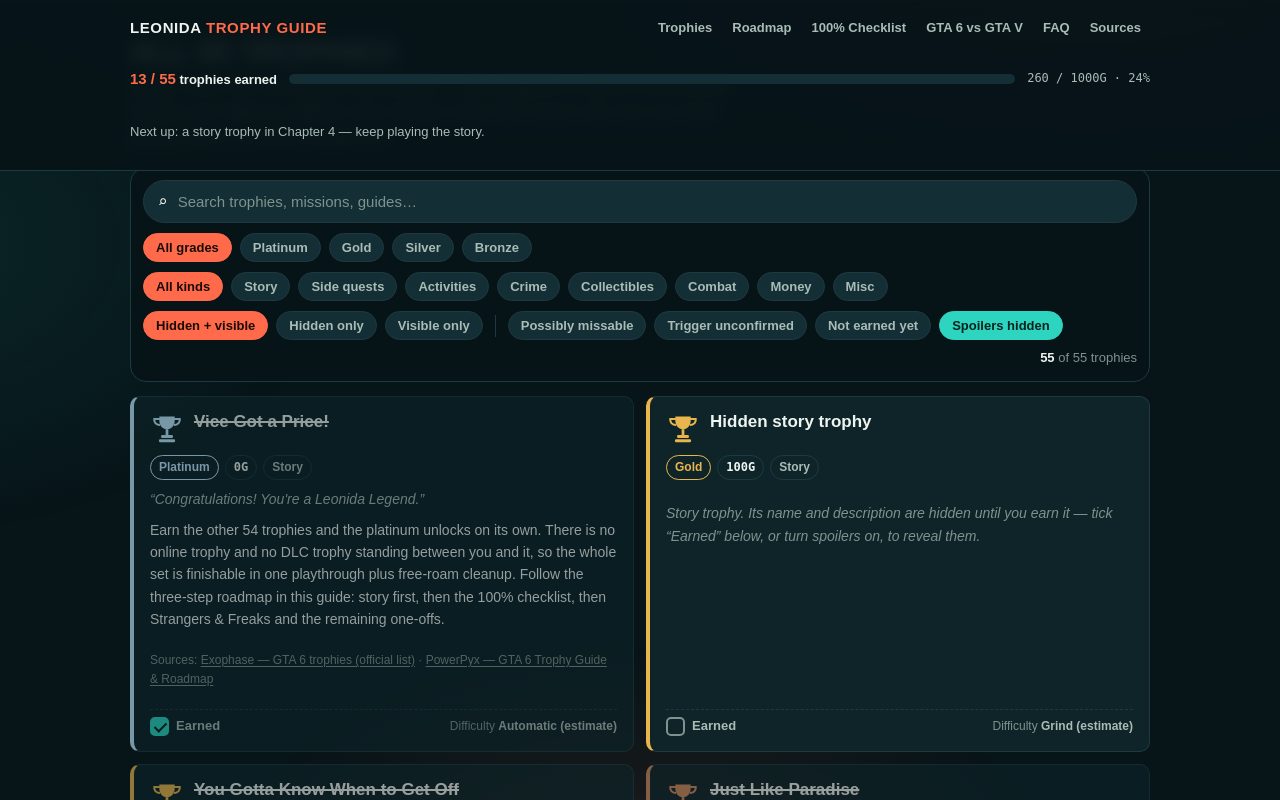 LEONIDA TROPHY GUIDE
Trophies Roadmap 100% Checklist GTA 6 vs GTA V FAQ Sources
13 / 55 trophies earned
260 / 1000G · 24%
Next up: a story trophy in Chapter 4 — keep playing the story.
Search trophies, missions, guides…
All grades Platinum Gold Silver Bronze
All kinds Story Side quests Activities Crime Collectibles Combat Money Misc
Hidden + visible Hidden only Visible only Possibly missable Trigger unconfirmed Not earned yet Spoilers hidden
55 of 55 trophies
Vice Got a Price!
Platinum 0G Story
“Congratulations! You're a Leonida Legend.”
Earn the other 54 trophies and the platinum unlocks on its own. There is no
online trophy and no DLC trophy standing between you and it, so the whole
set is finishable in one playthrough plus free-roam cleanup. Follow the
three-step roadmap in this guide: story first, then the 100% checklist, then
Strangers & Freaks and the remaining one-offs.
Sources: Exophase — GTA 6 trophies (official list) · PowerPyx — GTA 6 Trophy Guide
& Roadmap
Earned
Difficulty Automatic (estimate)
Hidden story trophy
Gold 100G Story
Story trophy. Its name and description are hidden until you earn it — tick
“Earned” below, or turn spoilers on, to reveal them.
Earned
Difficulty Grind (estimate)
You Gotta Know When to Get Off
Just Like Paradise